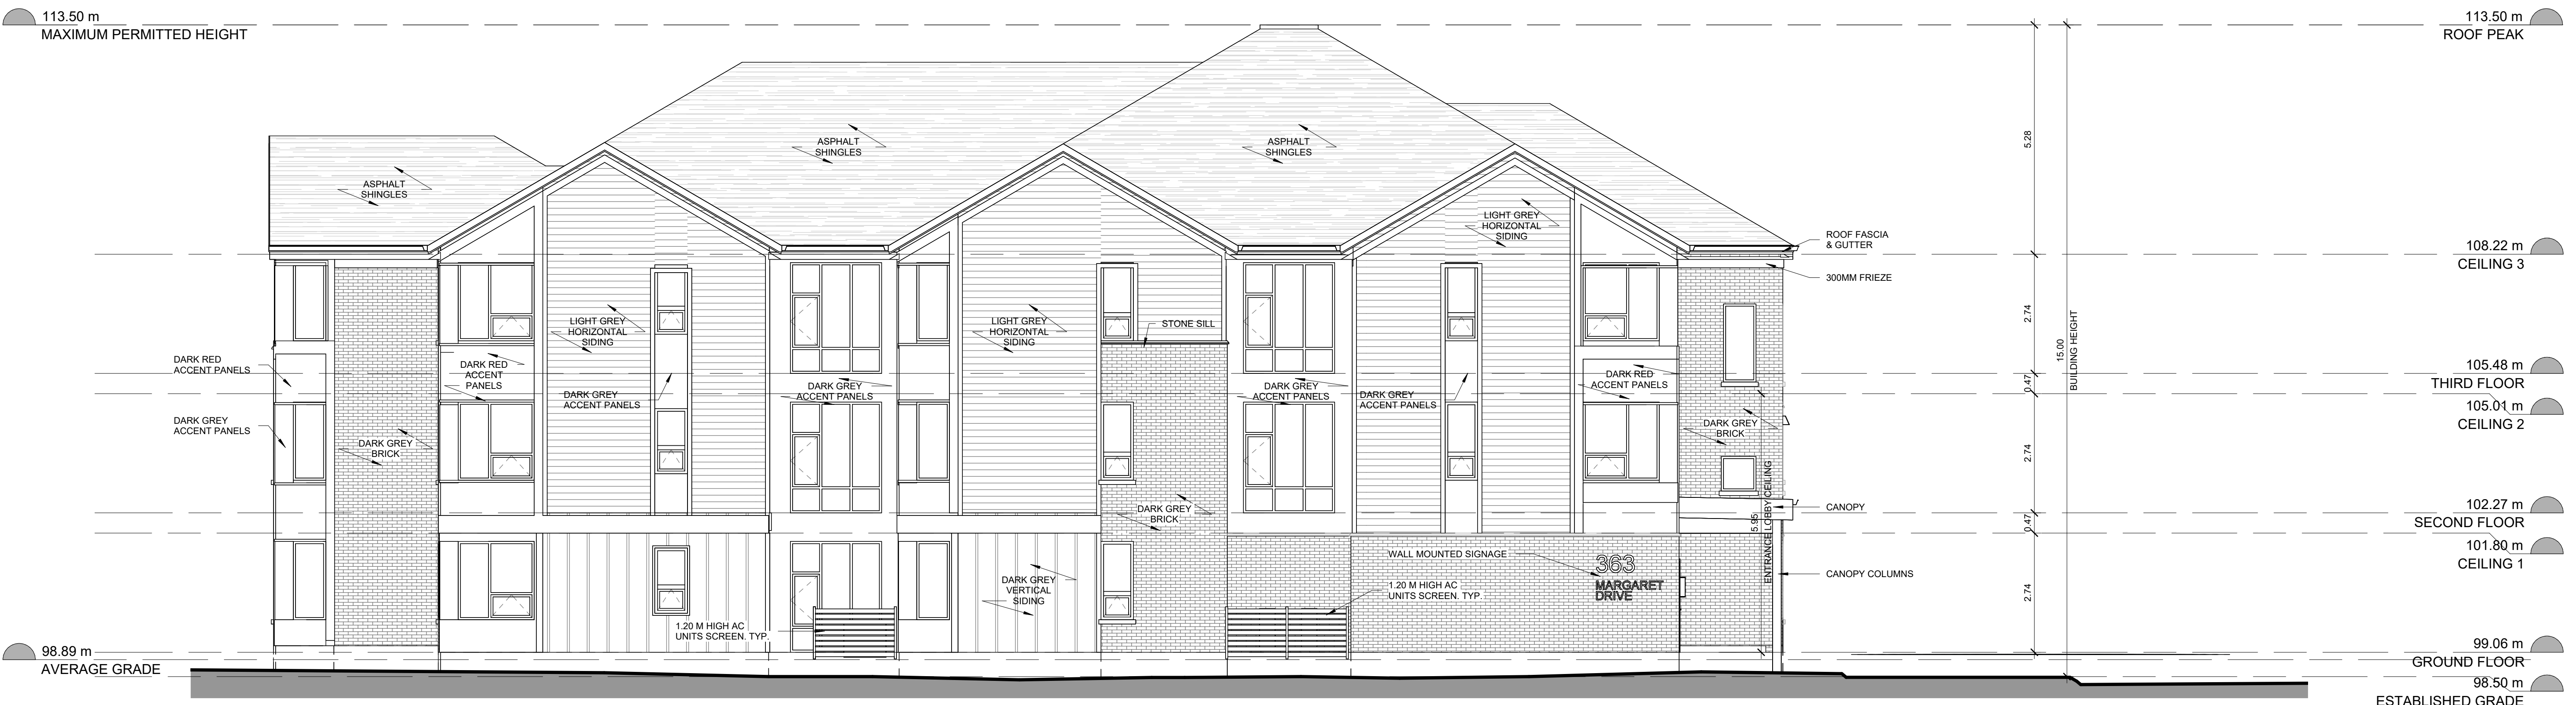 113.50 m
MAXIMUM PERMITTED HEIGHT
113.50 m
ROOF PEAK
ASPHALT
SHINGLES
ASPHALT
SHINGLES
ASPHALT
SHINGLES
5.28
LIGHT GREY
HORIZONTAL
SIDING
ROOF FASCIA
& GUTTER
108.22 m
CEILING 3
300MM FRIEZE
LIGHT GREY
HORIZONTAL
SIDING
LIGHT GREY
HORIZONTAL
SIDING
STONE SILL
2.74
15.00
BUILDING HEIGHT
DARK RED
ACCENT PANELS
DARK RED
ACCENT
PANELS
DARK GREY
ACCENT PANELS
DARK GREY
ACCENT PANELS
DARK GREY
ACCENT PANELS
DARK GREY
ACCENT PANELS
DARK RED
ACCENT PANELS
105.48 m
THIRD FLOOR
0.47
105.01 m
CEILING 2
DARK GREY
ACCENT PANELS
DARK GREY
BRICK
DARK GREY
BRICK
2.74
DARK GREY
BRICK
5.95
ENTRANCE LOBBY CEILING
CANOPY
102.27 m
SECOND FLOOR
0.47
101.80 m
CEILING 1
WALL MOUNTED SIGNAGE
363
MARGARET
DRIVE
CANOPY COLUMNS
DARK GREY
VERTICAL
SIDING
1.20 M HIGH AC
UNITS SCREEN. TYP.
2.74
1.20 M HIGH AC
UNITS SCREEN. TYP.
98.89 m
AVERAGE GRADE
99.06 m
GROUND FLOOR
98.50 m
ESTABLISHED GRADE